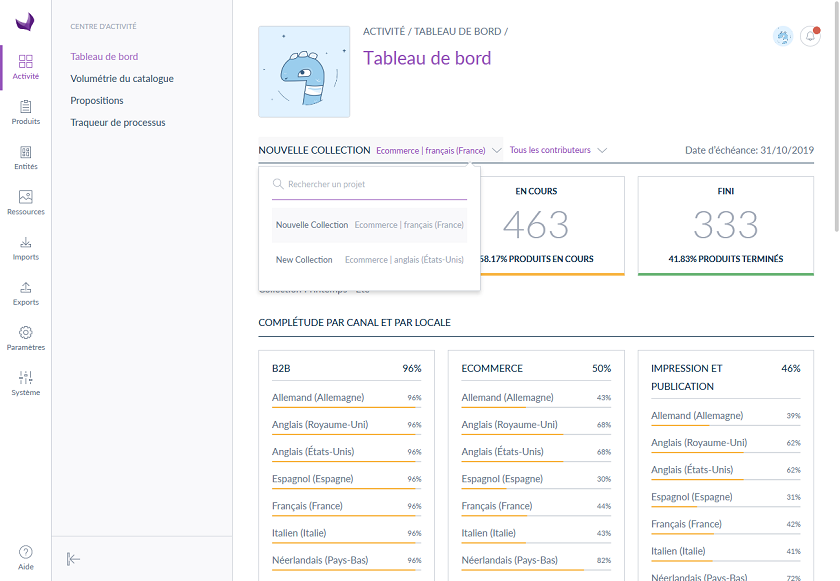 CENTRE D'ACTIVITÉ
Tableau de bord
Volumétrie du catalogue
Propositions
Traqueur de processus
Activité
Produits
Entités
Ressources
Imports
Exports
Paramètres
Système
Aide
ACTIVITÉ / TABLEAU DE BORD /
Tableau de bord
NOUVELLE COLLECTION Ecommerce | français (France) Tous les contributeurs Date d'échéance: 31/10/2019
Rechercher un projet
Nouvelle Collection Ecommerce | français (France)
New Collection Ecommerce | anglais (États-Unis)
EN COURS
463
58.17% PRODUITS EN COURS
FINI
333
41.83% PRODUITS TERMINÉS
COMPLÉTUDE PAR CANAL ET PAR LOCALE
B2B 96%
Allemand (Allemagne) 96%
Anglais (Royaume-Uni) 96%
Anglais (États-Unis) 96%
Espagnol (Espagne) 96%
Français (France) 96%
Italien (Italie) 96%
Néerlandais (Pays-Bas) 96%
ECOMMERCE 50%
Allemand (Allemagne) 43%
Anglais (Royaume-Uni) 68%
Anglais (États-Unis) 68%
Espagnol (Espagne) 30%
Français (France) 44%
Italien (Italie) 43%
Néerlandais (Pays-Bas) 82%
IMPRESSION ET 46%
PUBLICATION
Allemand (Allemagne) 39%
Anglais (Royaume-Uni) 62%
Anglais (États-Unis) 62%
Espagnol (Espagne) 31%
Français (France) 42%
Italien (Italie) 41%
Néerlandais (Pays-Bas) 72%